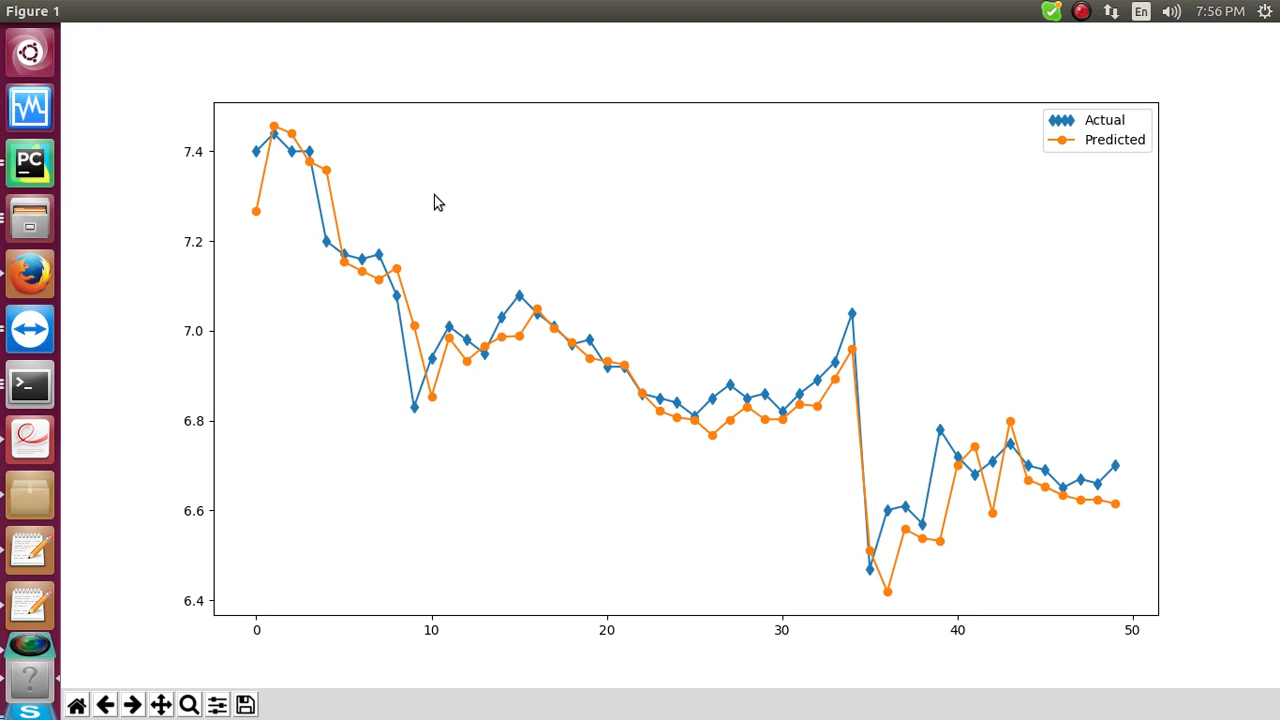 Figure 1
En
7:56 PM
PC
>_
?
S
Actual
Predicted
7.4
7.2
7.0
6.8
6.6
6.4
0 10 20 30 40 50